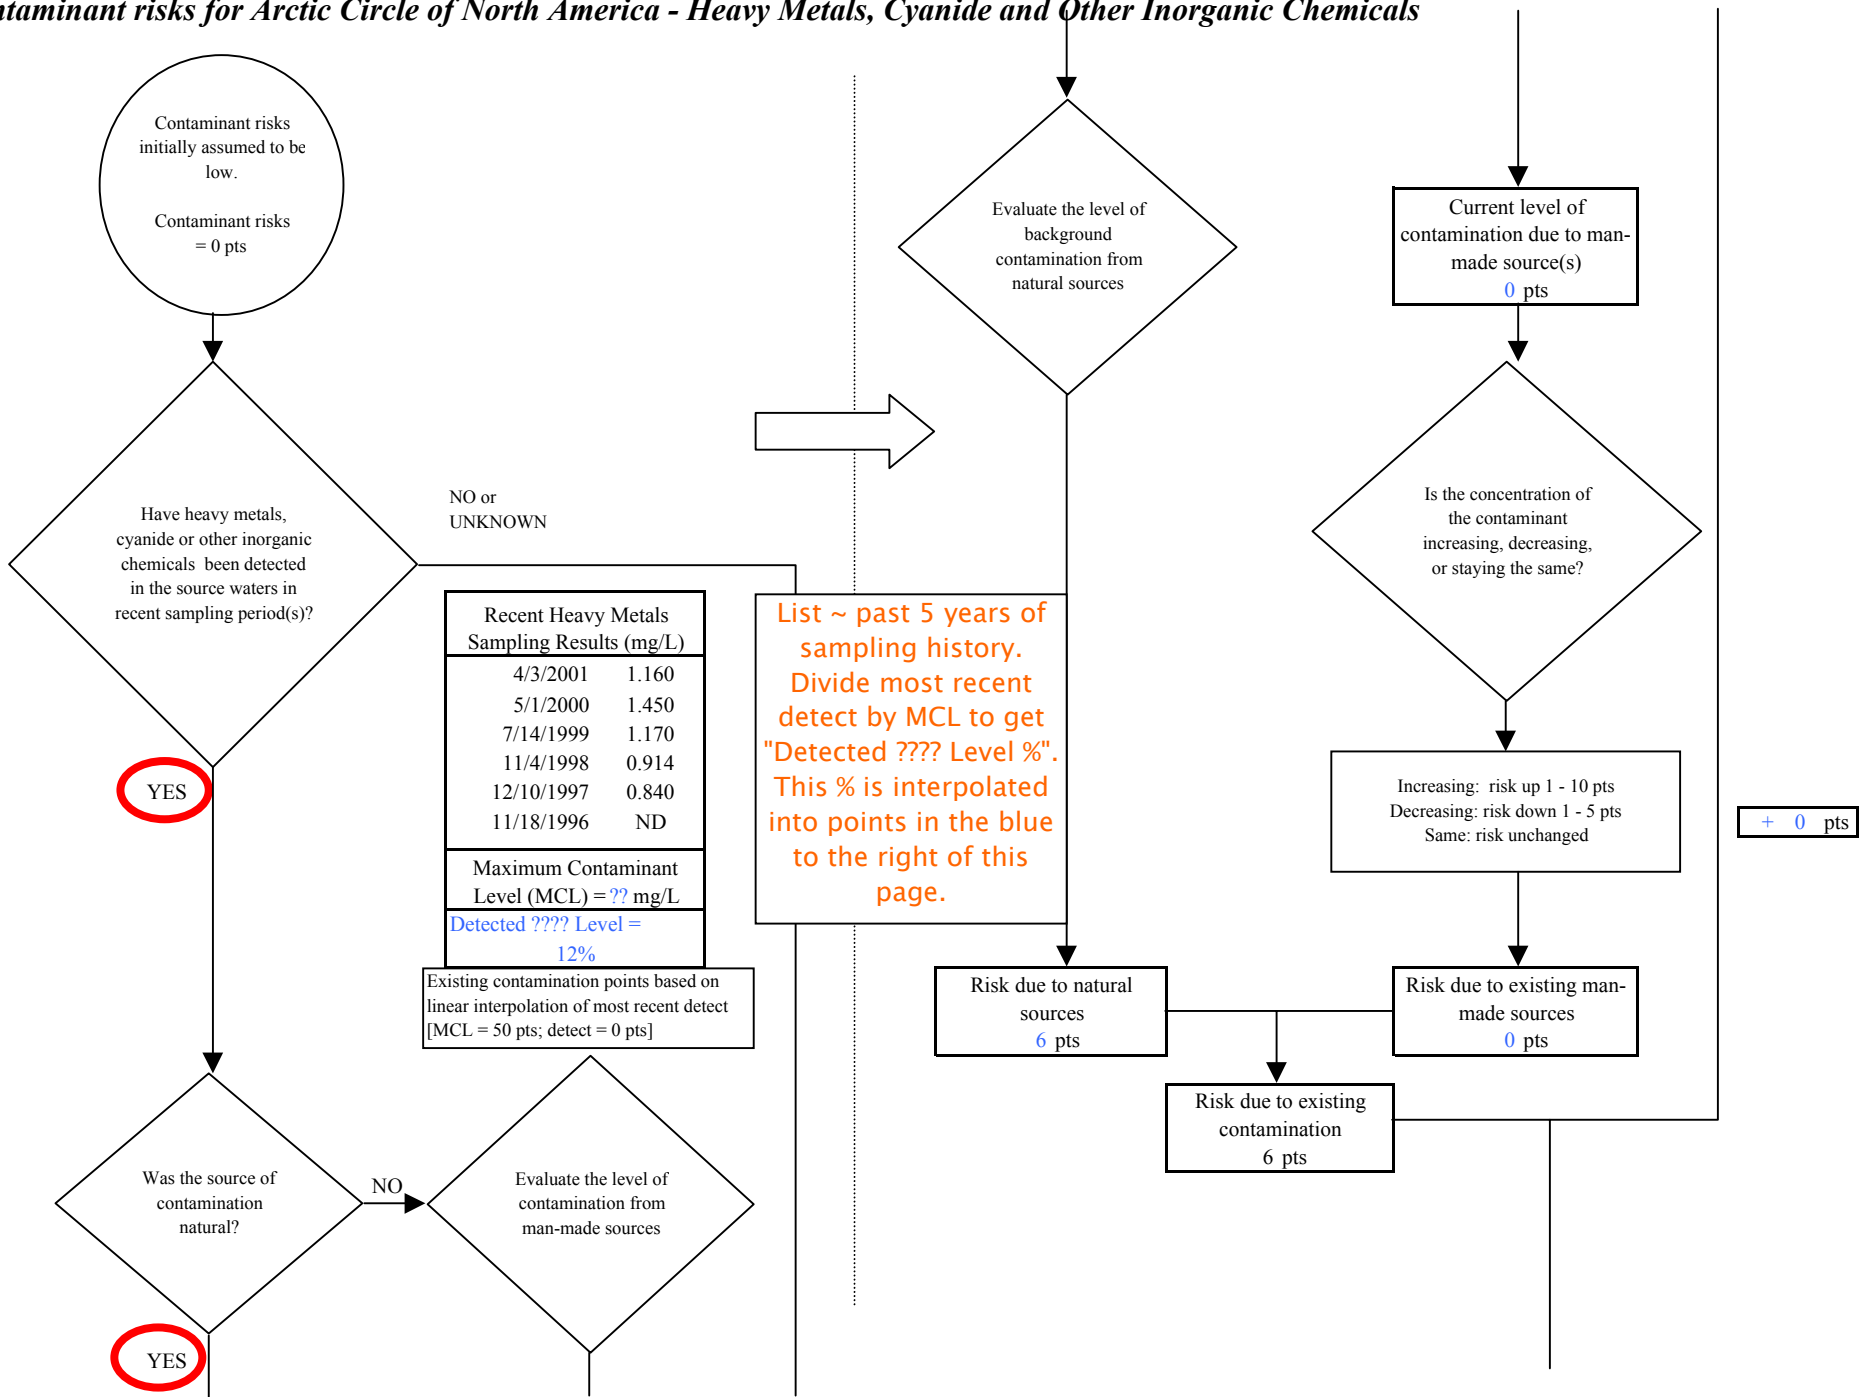 ntaminant risks for Arctic Circle of North America - Heavy Metals, Cyanide and Other Inorganic Chemicals
Contaminant risks
initially assumed to be
low.
Contaminant risks
= 0 pts
Have heavy metals,
cyanide or other inorganic
chemicals been detected
in the source waters in
recent sampling period(s)?
NO or
UNKNOWN
YES
Recent Heavy Metals
Sampling Results (mg/L)
4/3/2001 1.160
5/1/2000 1.450
7/14/1999 1.170
11/4/1998 0.914
12/10/1997 0.840
11/18/1996 ND
Maximum Contaminant
Level (MCL) = ?? mg/L
Detected ???? Level =
12%
Existing contamination points based on
linear interpolation of most recent detect
[MCL = 50 pts; detect = 0 pts]
Was the source of
contamination
natural?
NO
YES
Evaluate the level of
contamination from
man-made sources
List ~ past 5 years of
sampling history.
Divide most recent
detect by MCL to get
"Detected ???? Level %".
This % is interpolated
into points in the blue
to the right of this
page.
Evaluate the level of
background
contamination from
natural sources
Risk due to natural
sources
6 pts
Current level of
contamination due to man-
made source(s)
0 pts
Is the concentration of
the contaminant
increasing, decreasing,
or staying the same?
Increasing: risk up 1 - 10 pts
Decreasing: risk down 1 - 5 pts
Same: risk unchanged
Risk due to existing man-
made sources
0 pts
Risk due to existing
contamination
6 pts
+ 0 pts